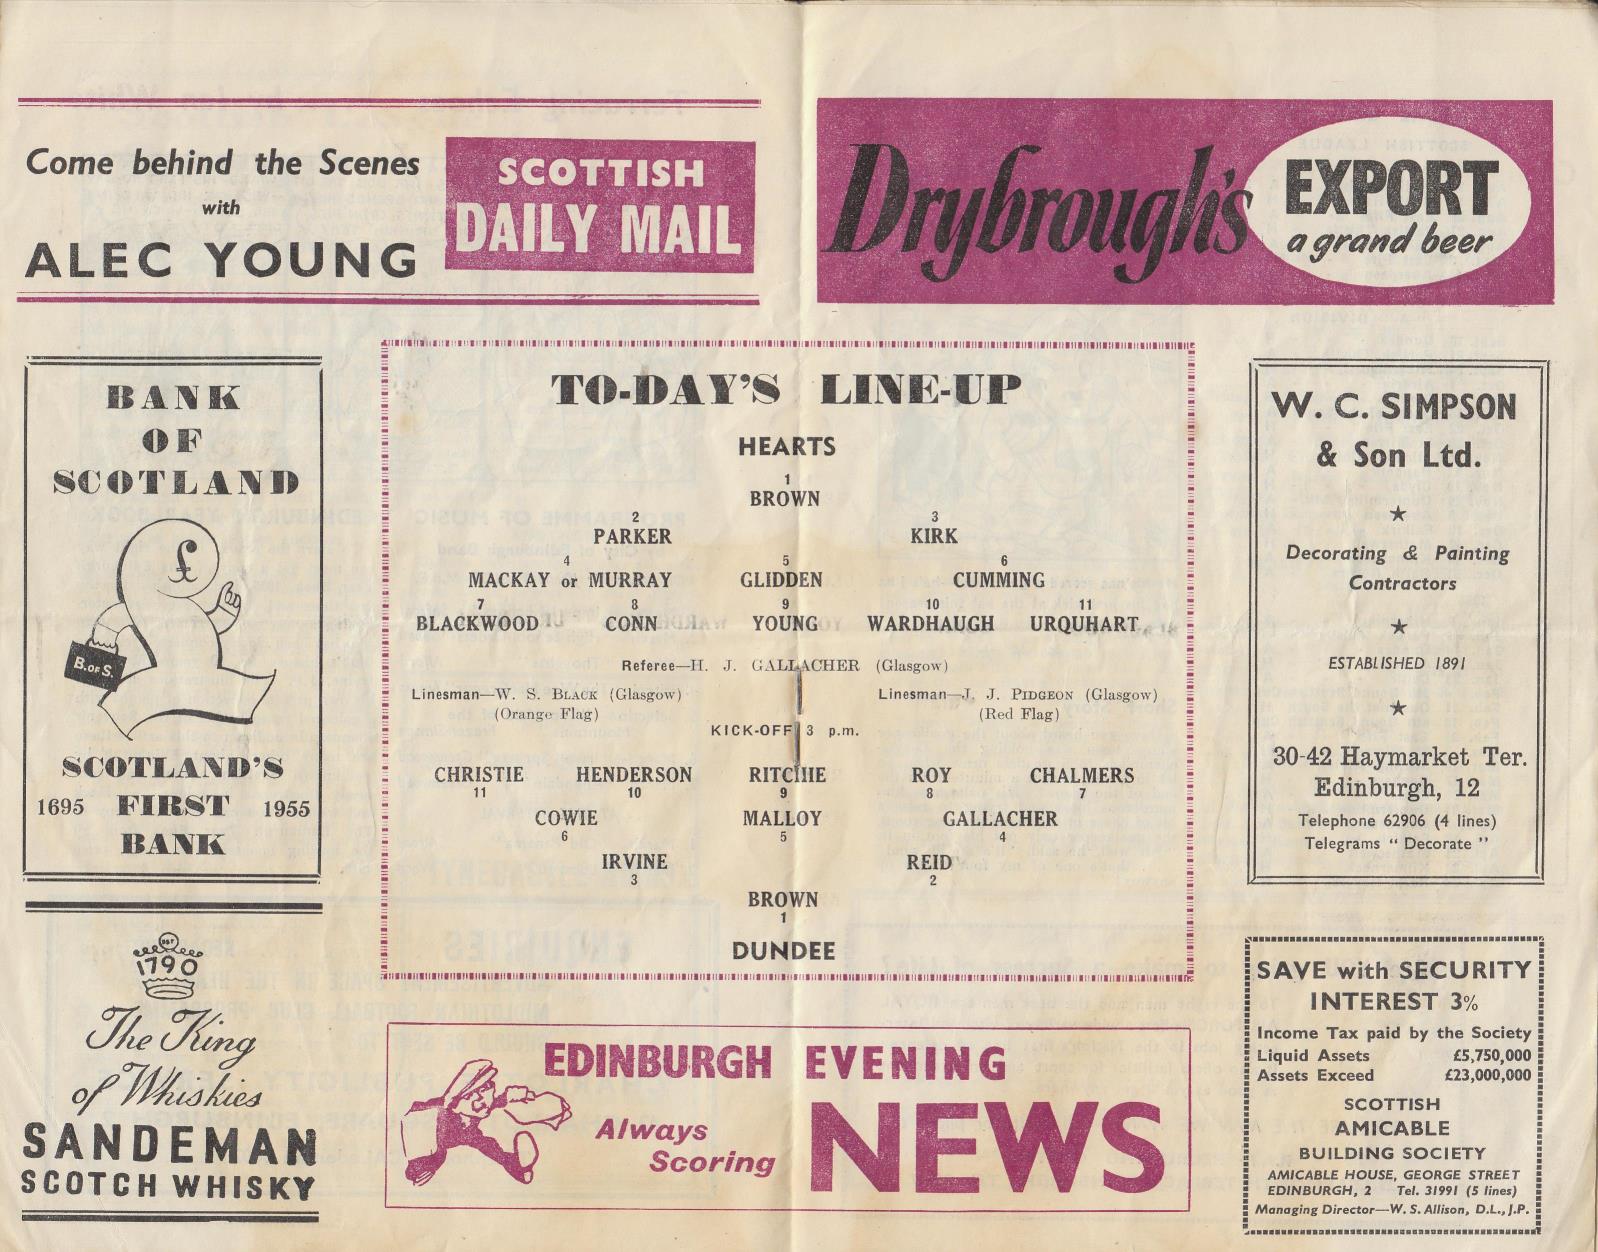 Come behind the Scenes
with
ALEC YOUNG
SCOTTISH
DAILY MAIL
Drybrough's
EXPORT
a grand beer
BANK
OF
SCOTLAND
£
B. OF S.
SCOTLAND'S
1695 FIRST 1955
BANK
1790
The King
of Whiskies
SANDEMAN
SCOTCH WHISKY
TO-DAY'S LINE-UP
HEARTS
1
BROWN
2 3
PARKER KIRK
4 5 6
MACKAY or MURRAY GLIDDEN CUMMING
7 8 9 10 11
BLACKWOOD CONN YOUNG WARDHAUGH URQUHART
Referee—H. J. GALLACHER (Glasgow)
Linesman—W. S. BLACK (Glasgow) Linesman—J. J. PIDGEON (Glasgow)
(Orange Flag) (Red Flag)
KICK-OFF 3 p.m.
CHRISTIE HENDERSON RITCHIE ROY CHALMERS
11 10 9 8 7
COWIE MALLOY GALLACHER
6 5 4
IRVINE REID
3 2
BROWN
1
DUNDEE
EDINBURGH EVENING
NEWS
Always
Scoring
W. C. SIMPSON
& Son Ltd.
★
Decorating & Painting
Contractors
★
ESTABLISHED 1891
★
30-42 Haymarket Ter.
Edinburgh, 12
Telephone 62906 (4 lines)
Telegrams "Decorate"
SAVE with SECURITY
INTEREST 3%
Income Tax paid by the Society
Liquid Assets £5,750,000
Assets Exceed £23,000,000
SCOTTISH
AMICABLE
BUILDING SOCIETY
AMICABLE HOUSE, GEORGE STREET
EDINBURGH, 2 Tel. 31991 (5 lines)
Managing Director—W. S. Allison, D.L., J.P.